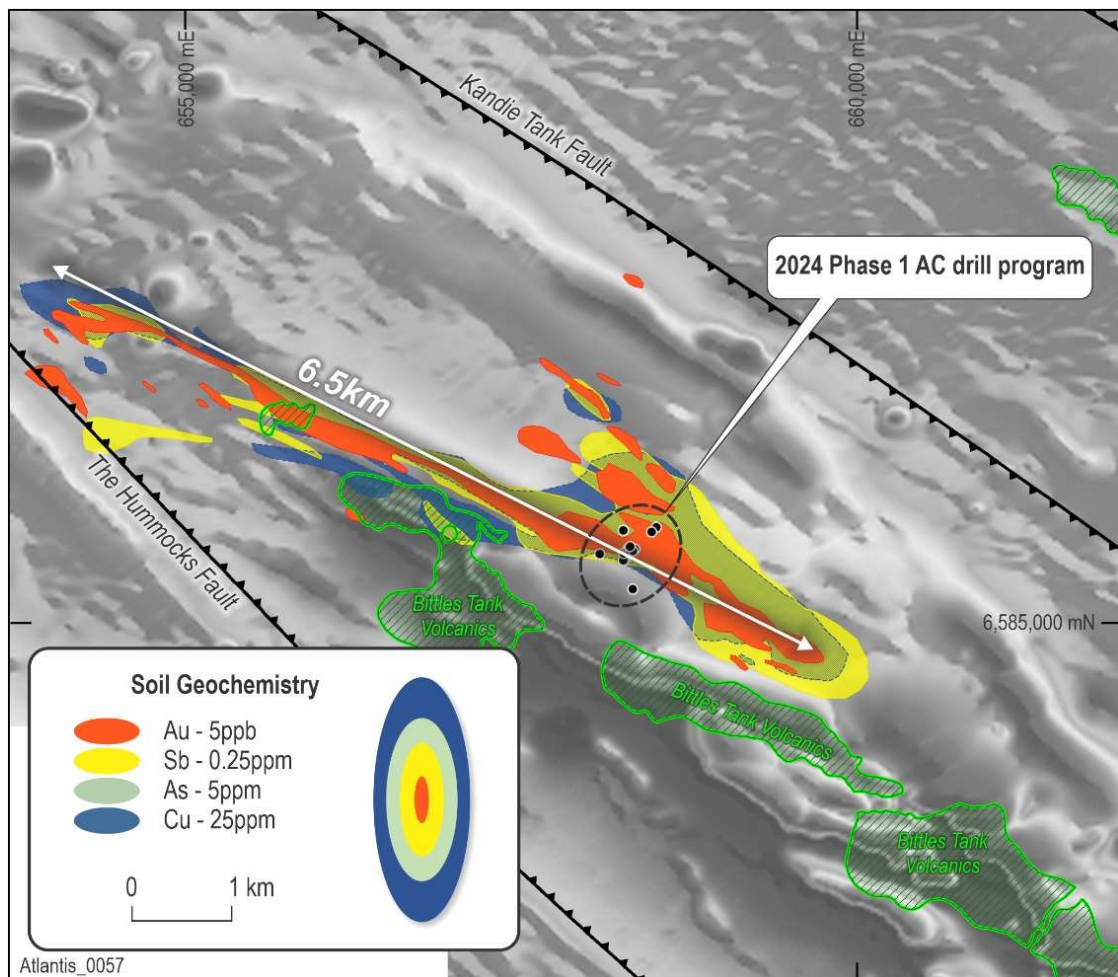 655,000 mE
660,000 mE
Kandie Tank Fault
2024 Phase 1 AC drill program
6.5km
The Hummocks Fault
Bittles Tank
Volcanics
6,585,000 mN
Bittles Tank Volcanics
Bittles Tank
Volcanics
Soil Geochemistry
Au - 5ppb
Sb - 0.25ppm
As - 5ppm
Cu - 25ppm
0 1 km
Atlantis_0057